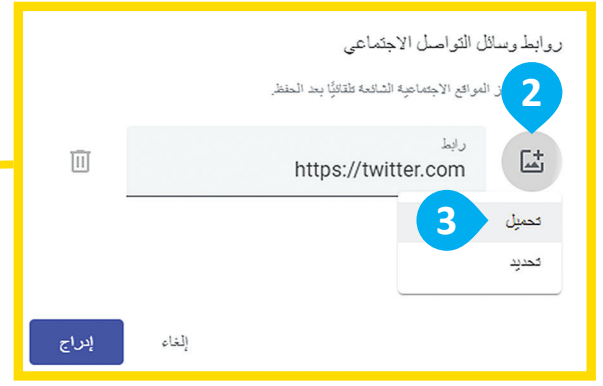 روابط وسائل التواصل الاجتماعي
2
المواقع الاجتماعية الشائعة تلقائيًا بعد الحفظ.
رابط
https://twitter.com
3
تحميل
تحديد
إلغاء
إدراج